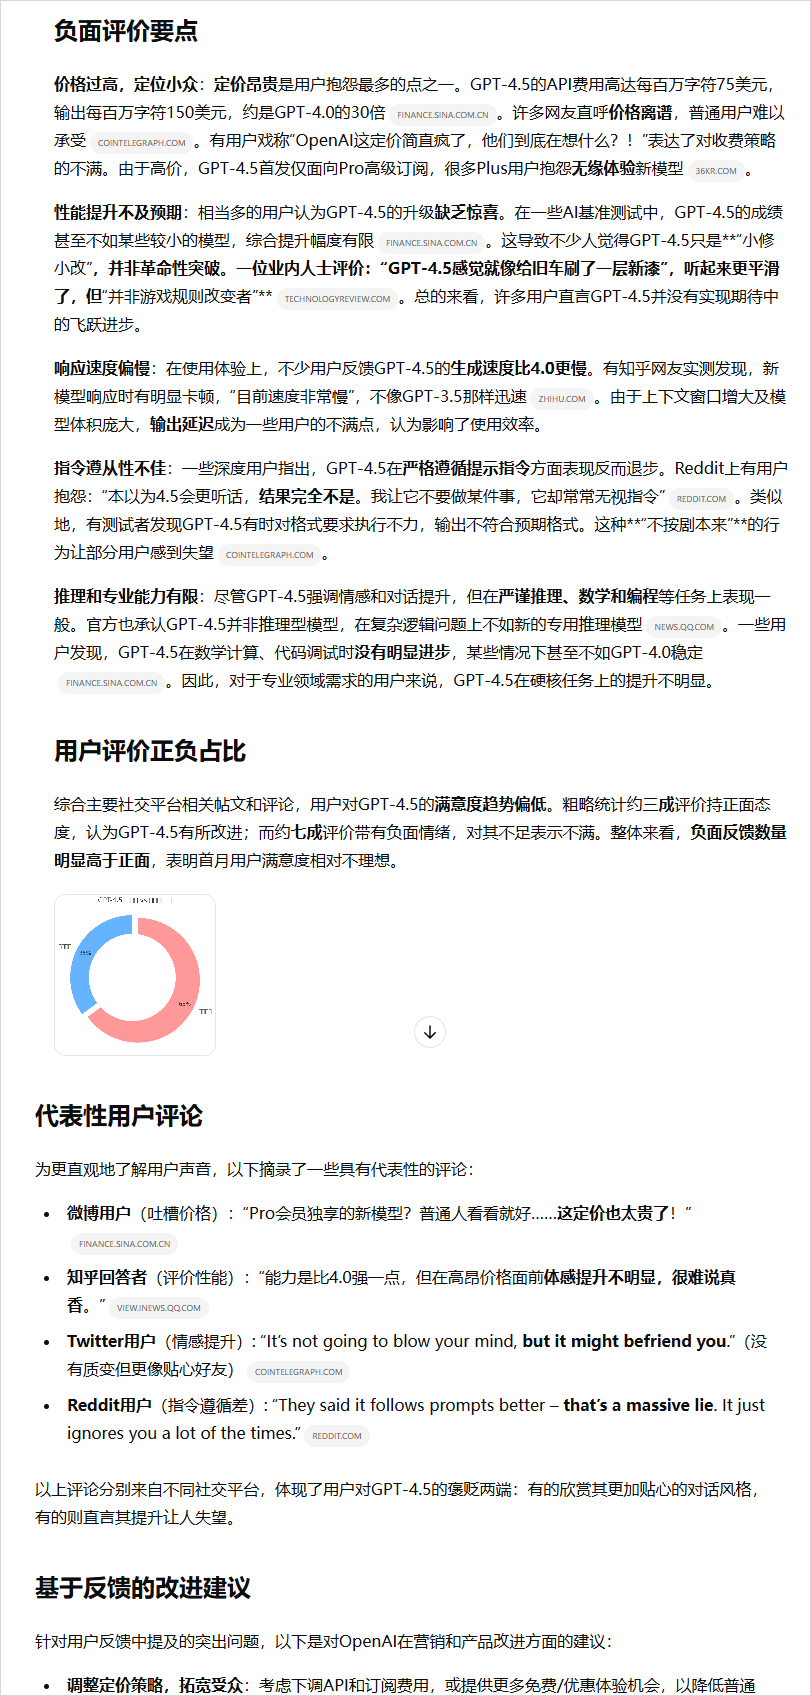 负面评价要点
价格过高，定位小众：定价昂贵是用户抱怨最多的点之一。GPT-4.5的API费用高达每百万字符75美元，
输出每百万字符150美元，约是GPT-4.0的30倍 FINANCE.SINA.COM.CN 。许多网友直呼价格离谱，普通用户难以
承受 COINTELEGRAPH.COM 。有用户戏称“OpenAI这定价简直疯了，他们到底在想什么？！”表达了对收费策略
的不满。由于高价，GPT-4.5首发仅面向Pro高级订阅，很多Plus用户抱怨无缘体验新模型 36KR.COM 。
性能提升不及预期：相当多的用户认为GPT-4.5的升级缺乏惊喜。在一些AI基准测试中，GPT-4.5的成绩
甚至不如某些较小的模型，综合提升幅度有限 FINANCE.SINA.COM.CN 。这导致不少人觉得GPT-4.5只是**“小修
小改”，并非革命性突破。一位业内人士评价：“GPT-4.5感觉就像给旧车刷了一层新漆”，听起来更平滑
了，但“并非游戏规则改变者”** TECHNOLOGYREVIEW.COM 。总的来看，许多用户直言GPT-4.5并没有实现期待中
的飞跃进步。
响应速度偏慢：在使用体验上，不少用户反馈GPT-4.5的生成速度比4.0更慢。有知乎网友实测发现，新
模型响应时有明显卡顿，“目前速度非常慢”，不像GPT-3.5那样迅速 ZHIHU.COM 。由于上下文窗口增大及模
型体积庞大，输出延迟成为一些用户的不满点，认为影响了使用效率。
指令遵从性不佳：一些深度用户指出，GPT-4.5在严格遵循提示指令方面表现反而退步。Reddit上有用户
抱怨：“本以为4.5会更听话，结果完全不是。我让它不要做某件事，它却常常无视指令” REDDIT.COM 。类似
地，有测试者发现GPT-4.5有时对格式要求执行不力，输出不符合预期格式。这种**“不按剧本来”**的行
为让部分用户感到失望 COINTELEGRAPH.COM 。
推理和专业能力有限：尽管GPT-4.5强调情感和对话提升，但在严谨推理、数学和编程等任务上表现一
般。官方也承认GPT-4.5并非推理型模型，在复杂逻辑问题上不如新的专用推理模型 NEWS.QQ.COM 。一些用
户发现，GPT-4.5在数学计算、代码调试时没有明显进步，某些情况下甚至不如GPT-4.0稳定
FINANCE.SINA.COM.CN 。因此，对于专业领域需求的用户来说，GPT-4.5在硬核任务上的提升不明显。
用户评价正负占比
综合主要社交平台相关帖文和评论，用户对GPT-4.5的满意度趋势偏低。粗略统计约三成评价持正面态
度，认为GPT-4.5有所改进；而约七成评价带有负面情绪，对其不足表示不满。整体来看，负面反馈数量
明显高于正面，表明首月用户满意度相对不理想。
GPT-4.5
35%
65%
代表性用户评论
为更直观地了解用户声音，以下摘录了一些具有代表性的评论：
• 微博用户（吐槽价格）：“Pro会员独享的新模型？普通人看看就好……这定价也太贵了！”
FINANCE.SINA.COM.CN
• 知乎回答者（评价性能）：“能力是比4.0强一点，但在高昂价格面前体感提升不明显，很难说真
香。” VIEW.INEWS.QQ.COM
• Twitter用户（情感提升）：“It’s not going to blow your mind, but it might befriend you.”（没
有质变但更像贴心好友） COINTELEGRAPH.COM
• Reddit用户（指令遵循差）：“They said it follows prompts better – that’s a massive lie. It just
ignores you a lot of the times.” REDDIT.COM
以上评论分别来自不同社交平台，体现了用户对GPT-4.5的褒贬两端：有的欣赏其更加贴心的对话风格，
有的则直言其提升让人失望。
基于反馈的改进建议
针对用户反馈中提及的突出问题，以下是对OpenAI在营销和产品改进方面的建议：
• 调整定价策略，拓宽受众：考虑下调API和订阅费用，或提供更多免费/优惠体验机会，以降低普通